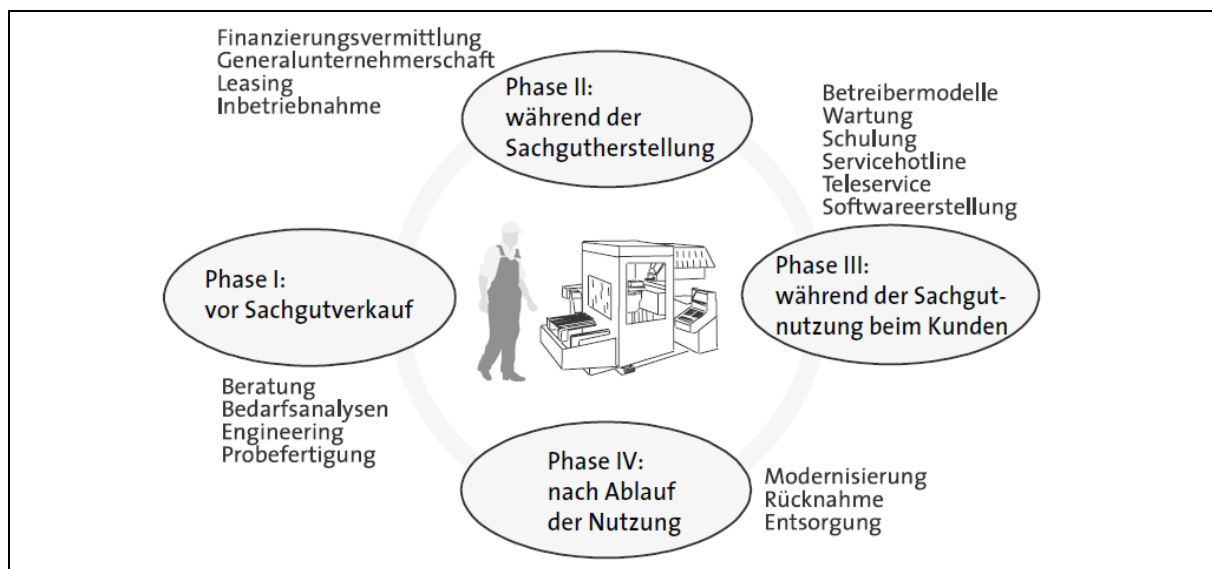 Finanzierungsvermittlung
Generalunternehmerschaft
Leasing
Inbetriebnahme
Phase II:
während der
Sachgutherstellung
Betreibermodelle
Wartung
Schulung
Servicehotline
Teleservice
Softwareerstellung
Phase I:
vor Sachgutverkauf
Phase III:
während der Sachgut-
nutzung beim Kunden
Beratung
Bedarfsanalysen
Engineering
Probefertigung
Phase IV:
nach Ablauf
der Nutzung
Modernisierung
Rücknahme
Entsorgung